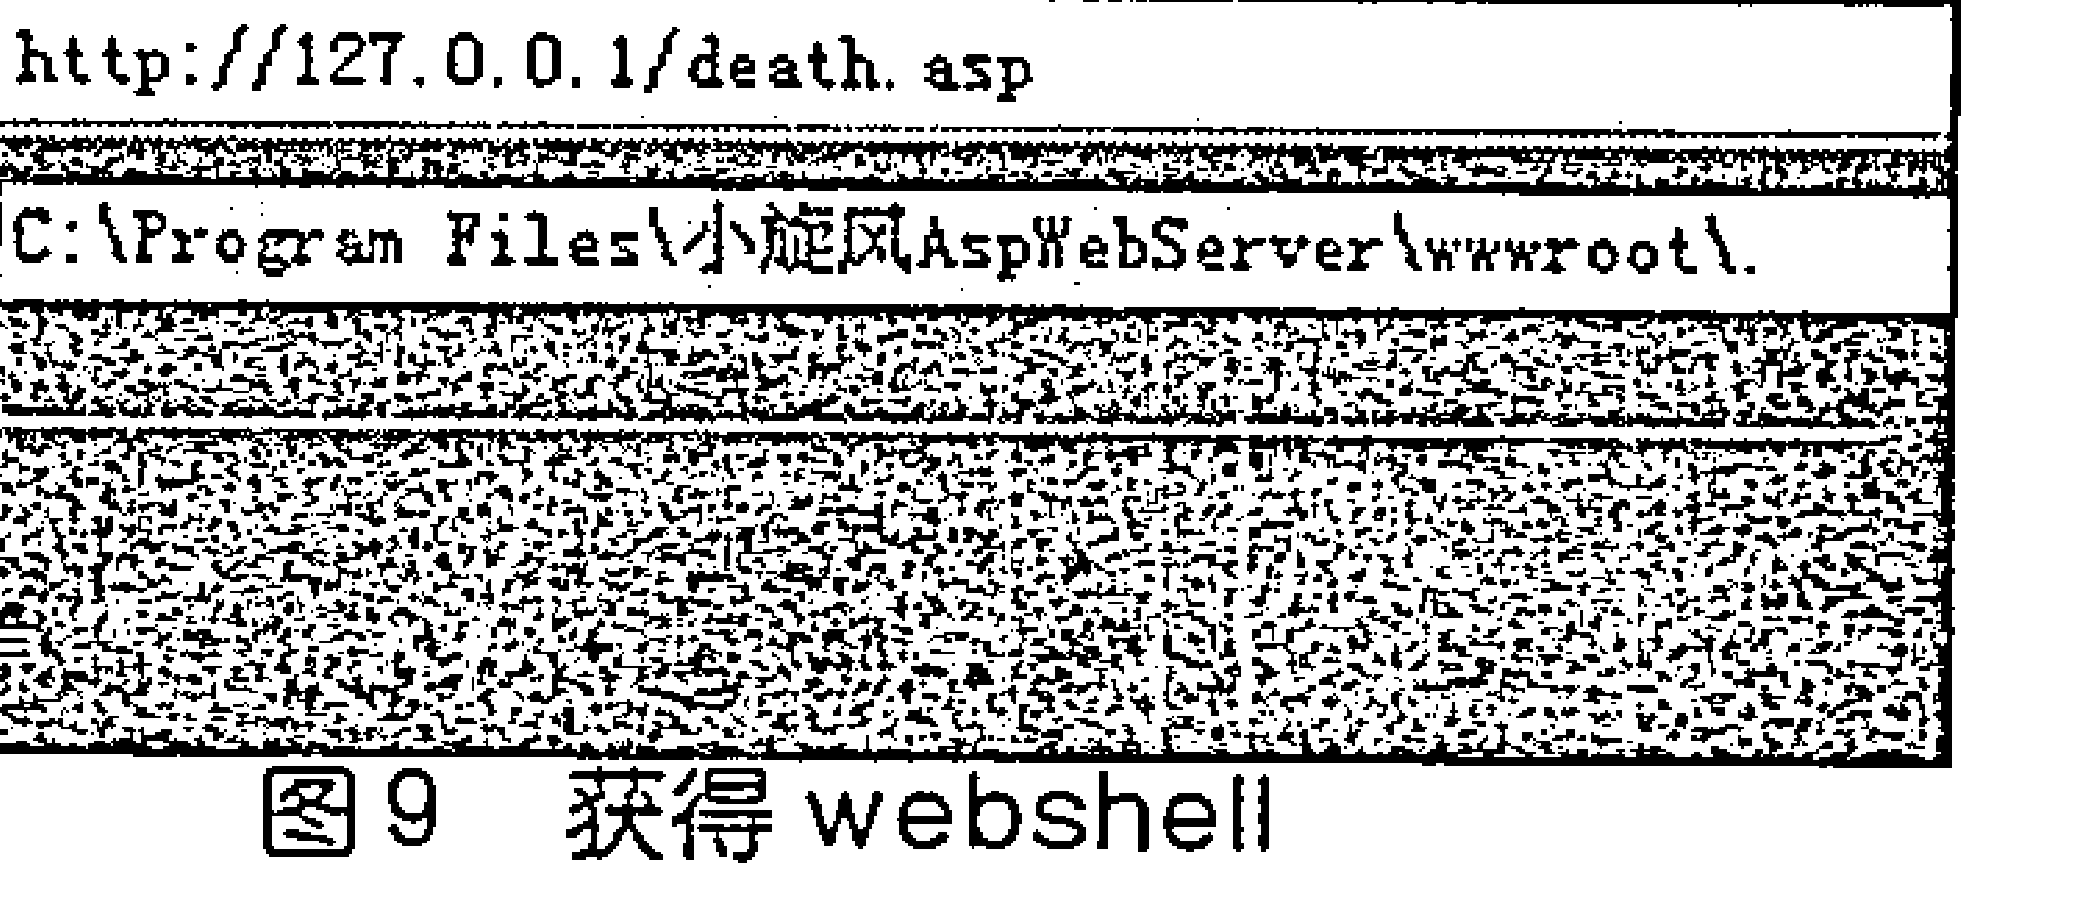 http://127.0.0.1/death.asp
C:\Program Files\小旋风AspWebServer\wwwroot\.
图9 获得webshell